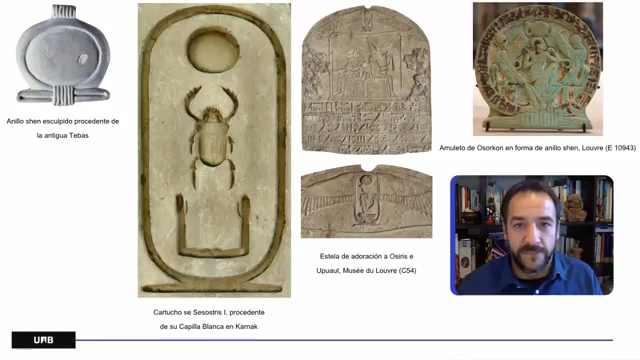 Anillo shen esculpido procedente de
la antigua Tebas
Cartucho se Sesostris I, procedente
de su Capilla Blanca en Karnak
Estela de adoración a Osiris e
Upuaut, Musée du Louvre (C54)
Amuleto de Osorkon en forma de anillo shen, Louvre (E 10943)